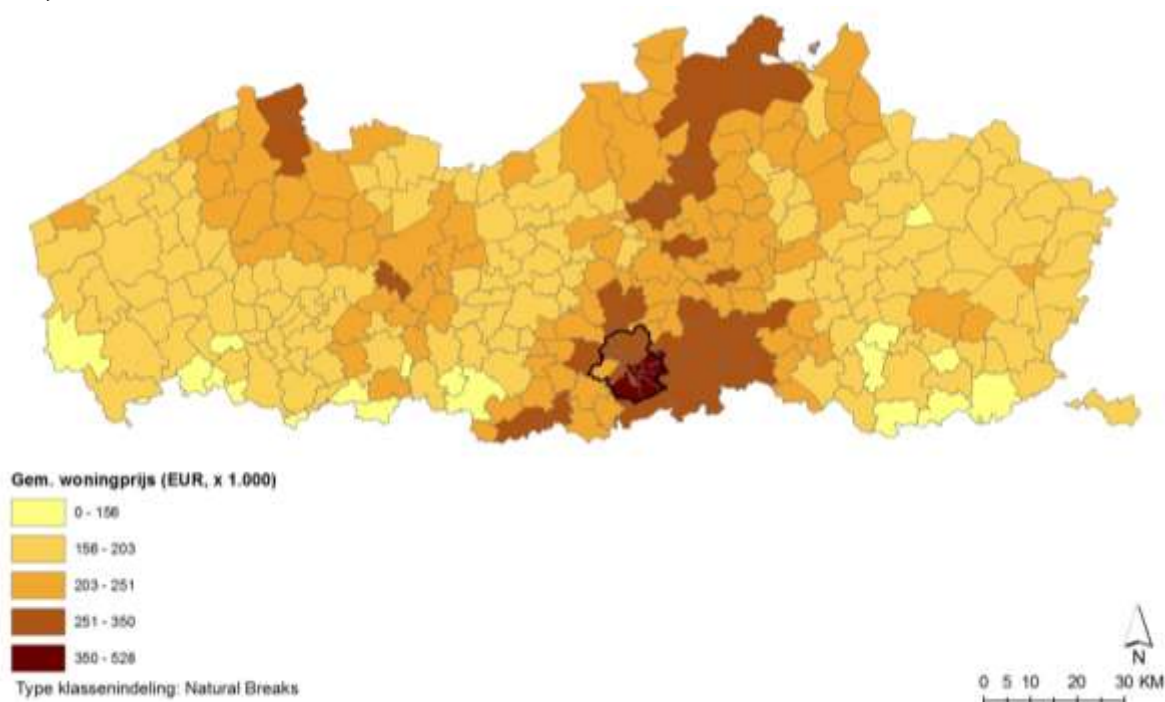 Gem. woningprijs (EUR, x 1.000)
0 - 156
156 - 203
203 - 251
251 - 350
350 - 528
Type klassenindeling: Natural Breaks
N
0 5 10 20 30 KM